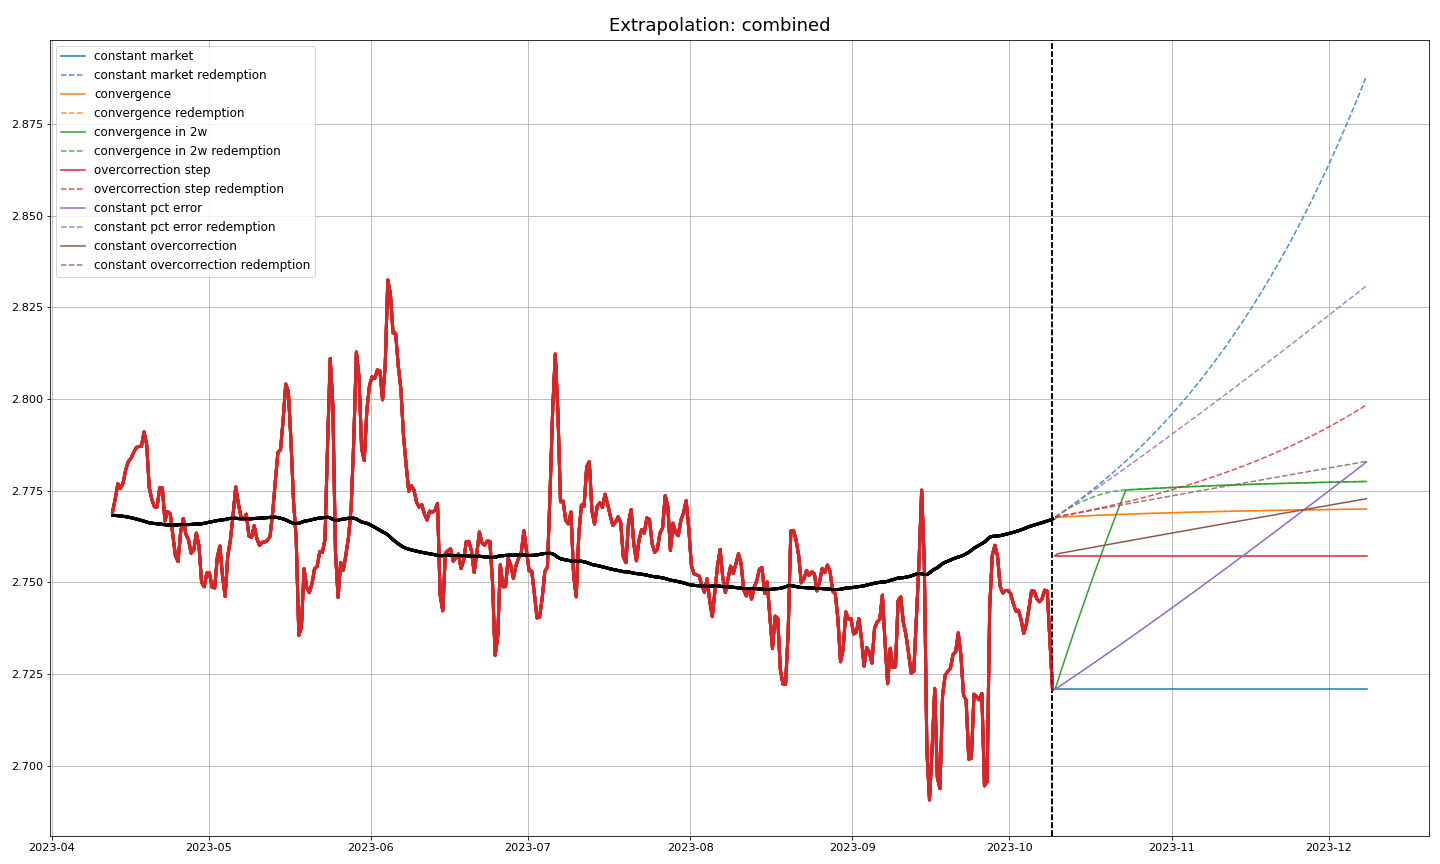 Extrapolation: combined
constant market
constant market redemption
convergence
convergence redemption
convergence in 2w
convergence in 2w redemption
overcorrection step
overcorrection step redemption
constant pct error
constant pct error redemption
constant overcorrection
constant overcorrection redemption
2.875
2.850
2.825
2.800
2.775
2.750
2.725
2.700
2023-04 2023-05 2023-06 2023-07 2023-08 2023-09 2023-10 2023-11 2023-12